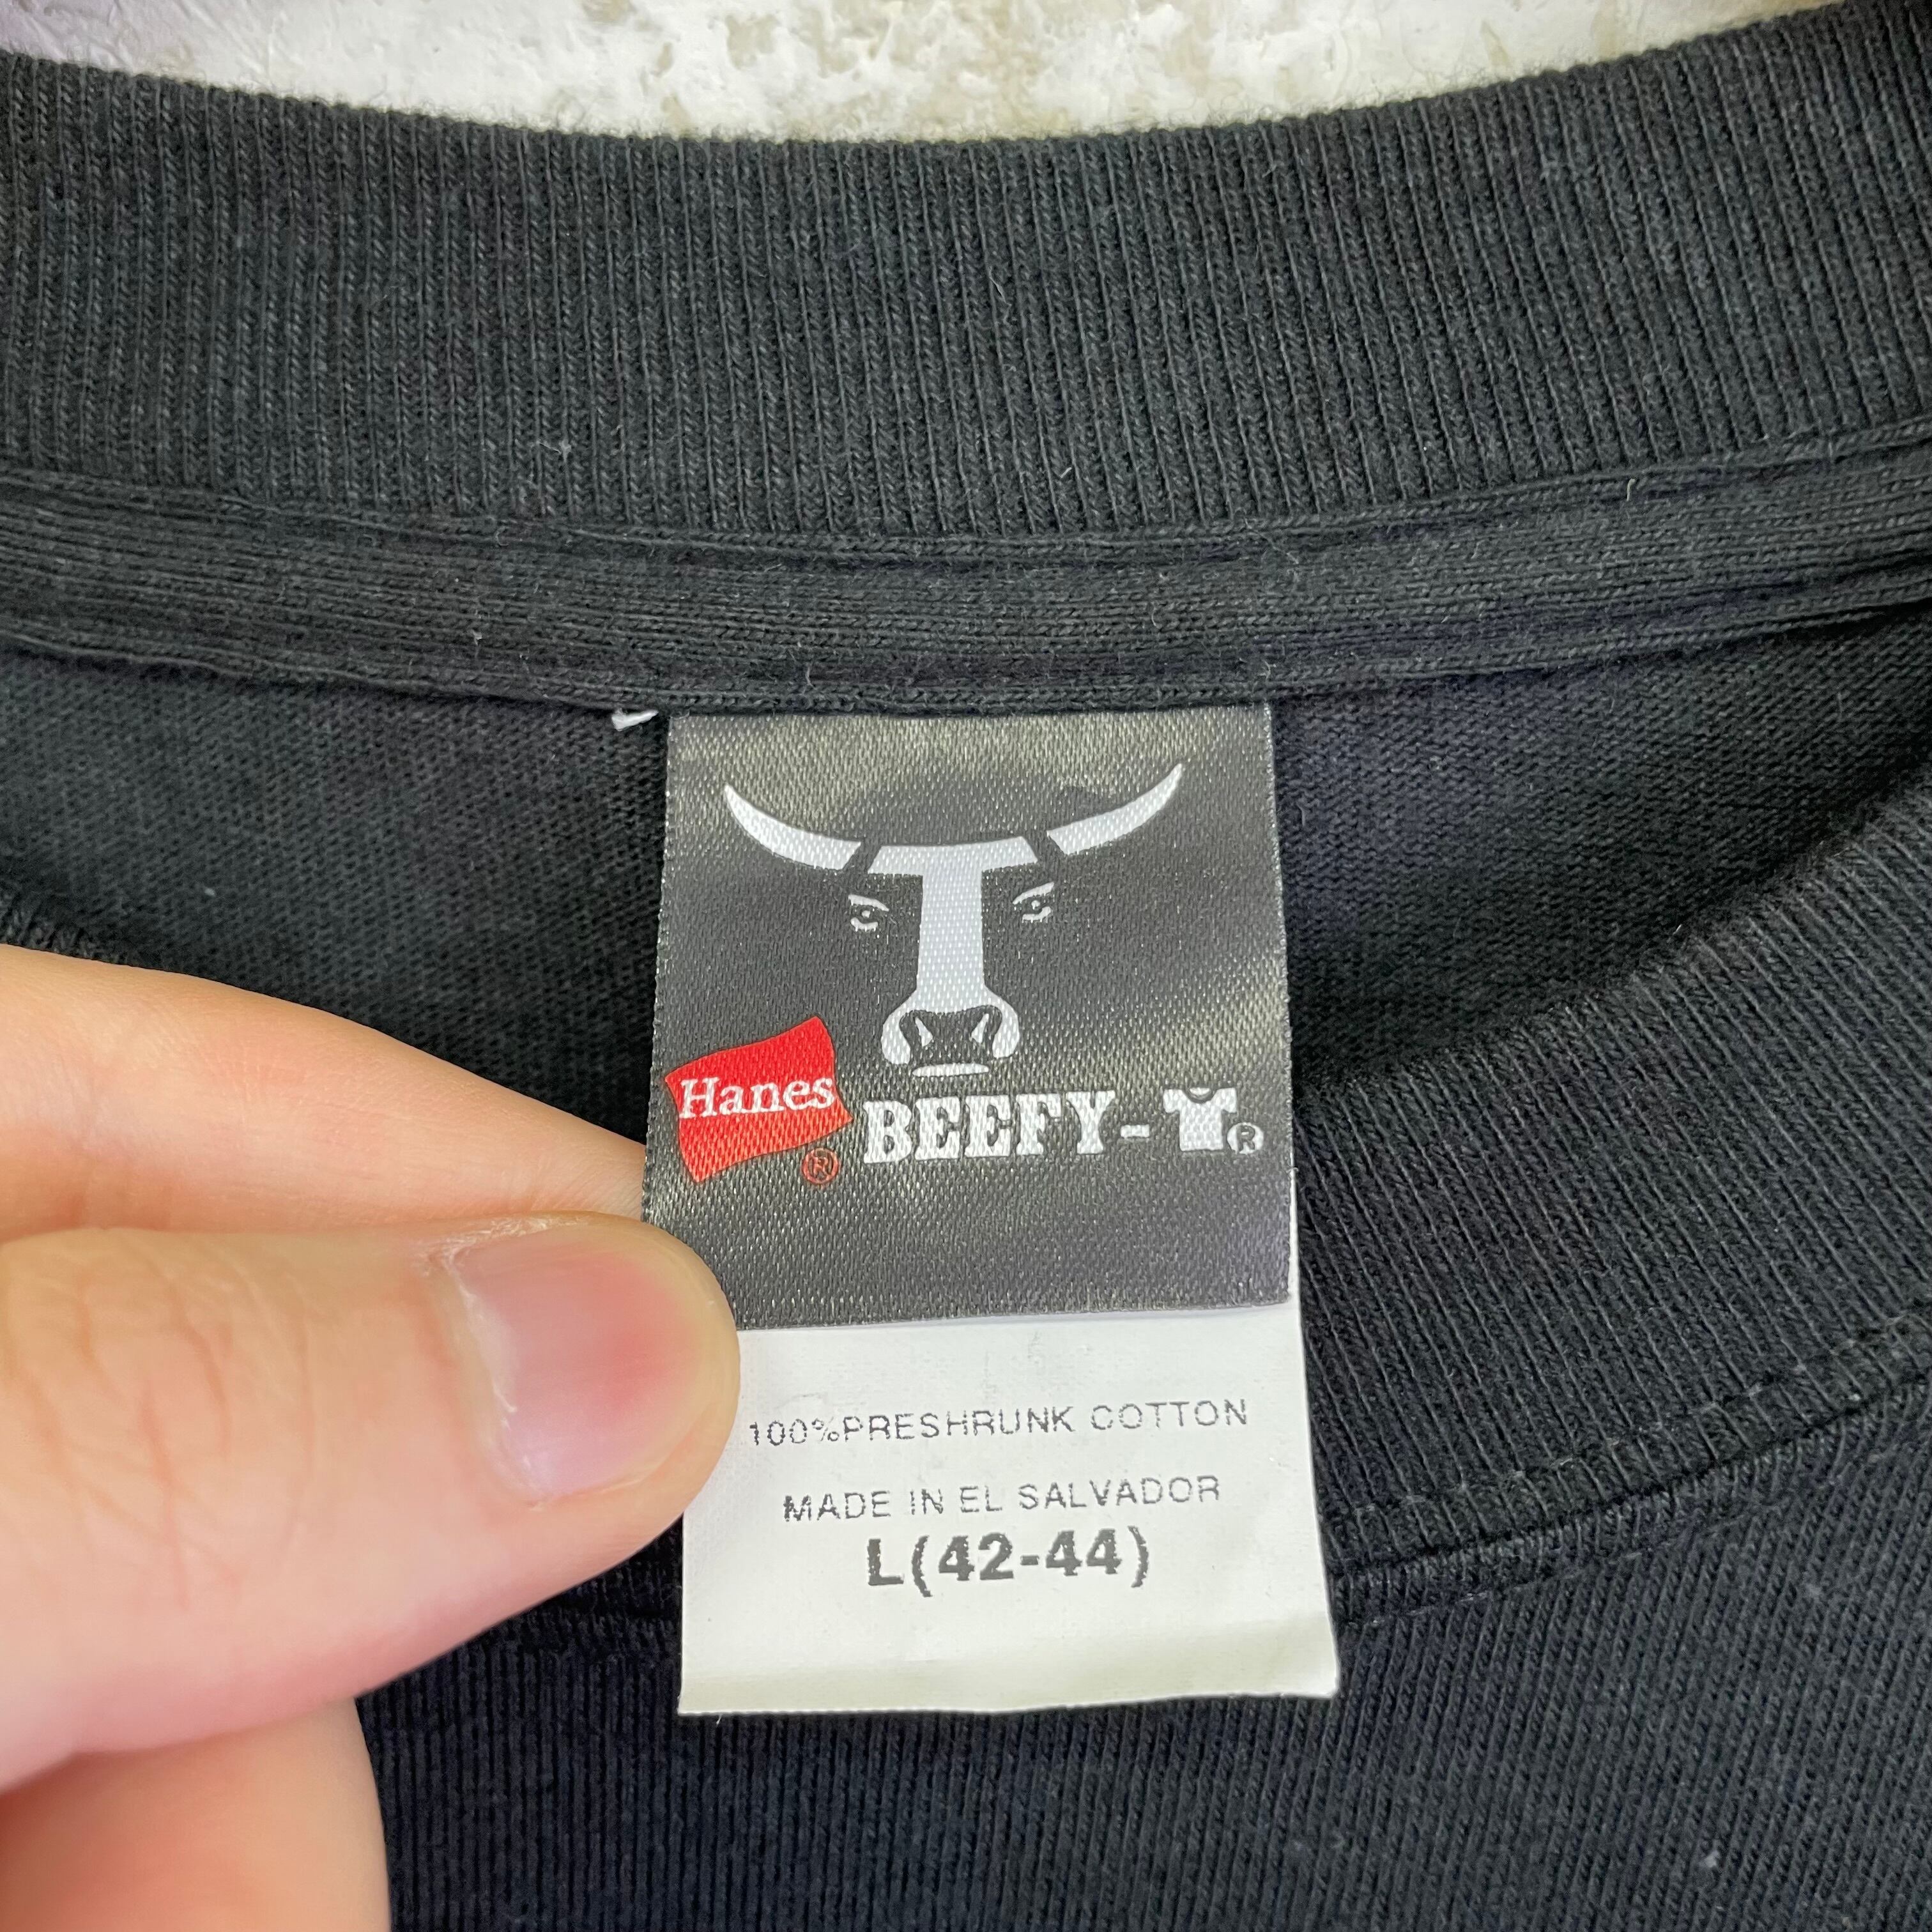 Hanes® BEEFY-T®
100%PRESHRUNK COTTON
MADE IN EL SALVADOR
L(42-44)